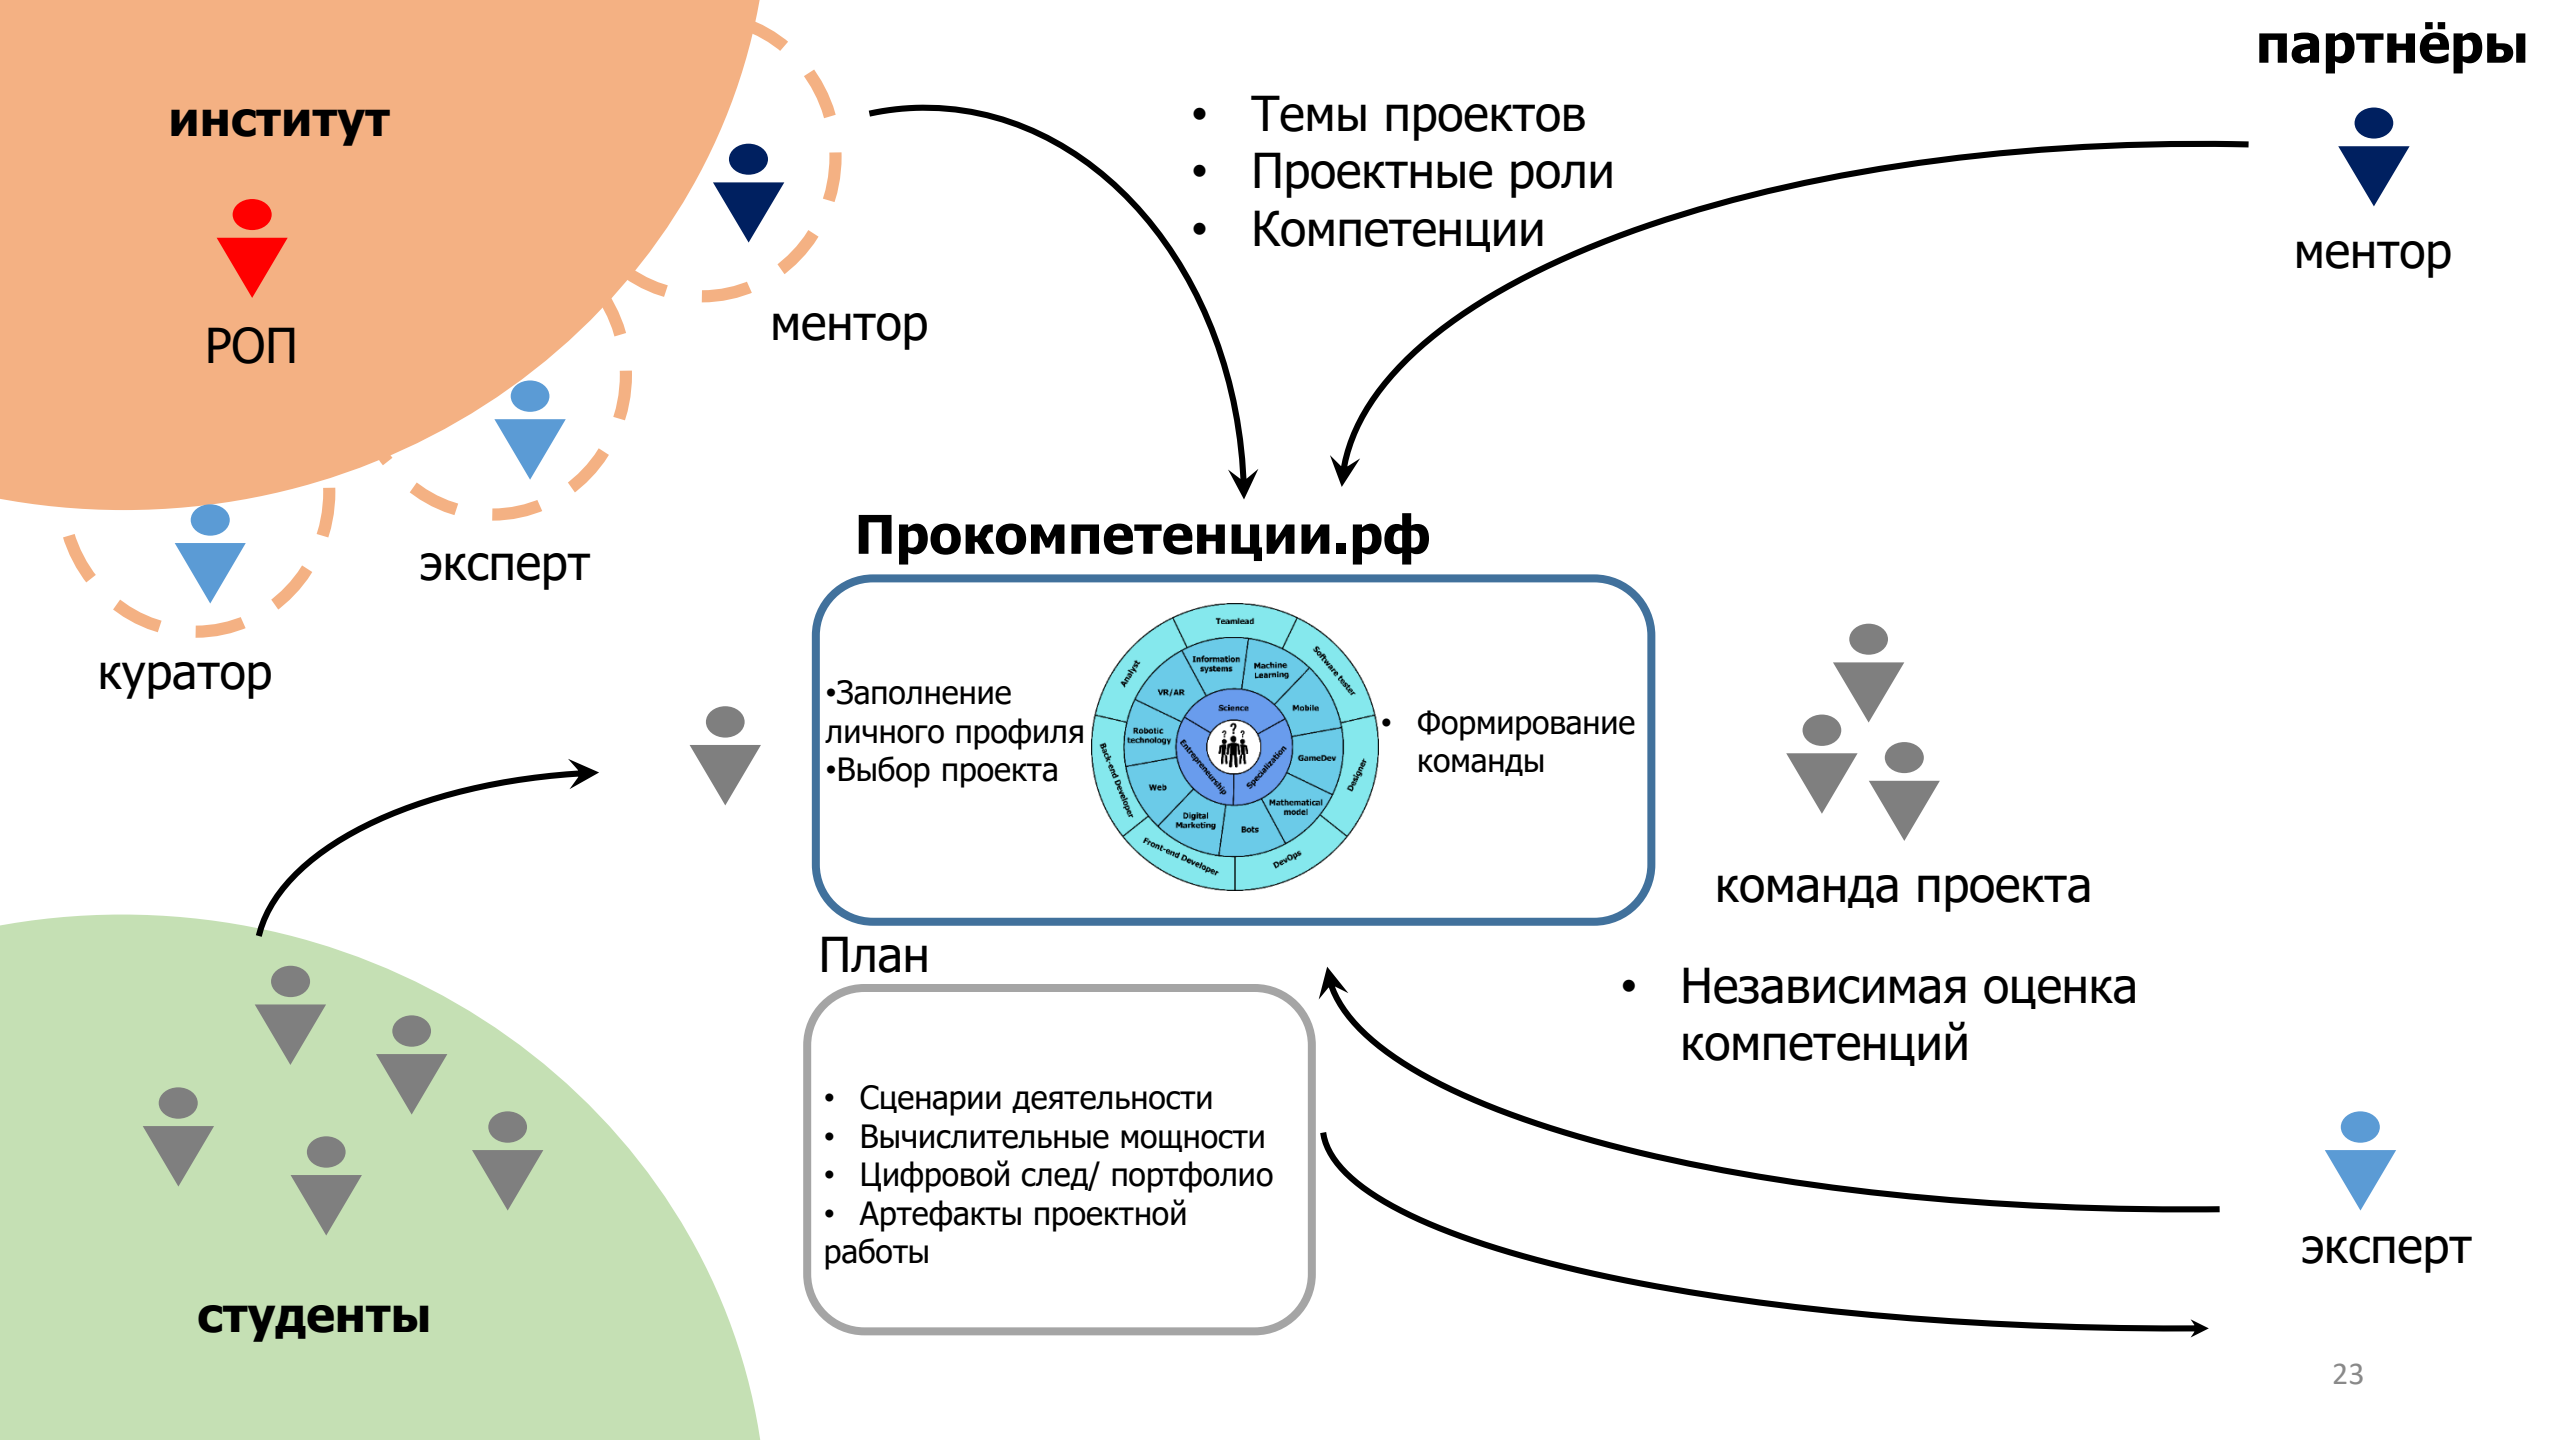 партнёры
институт
• Темы проектов
• Проектные роли
• Компетенции
РОП
ментор
ментор
эксперт
куратор
Прокомпетенции.рф
•Заполнение
личного профиля
•Выбор проекта
Teamlead
Software tester
Designer
DevOps
Front-end Developer
Back-end Developer
Analyst
Information
systems
Machine
Learning
Mobile
GameDev
Mathematical
model
Bots
Digital
Marketing
Web
Robotic
technology
VR/AR
Science
Specialization
Entrepreneurship
? ? ?
• Формирование
команды
команда проекта
План
• Независимая оценка
компетенций
• Сценарии деятельности
• Вычислительные мощности
• Цифровой след/ портфолио
• Артефакты проектной
работы
эксперт
студенты
23